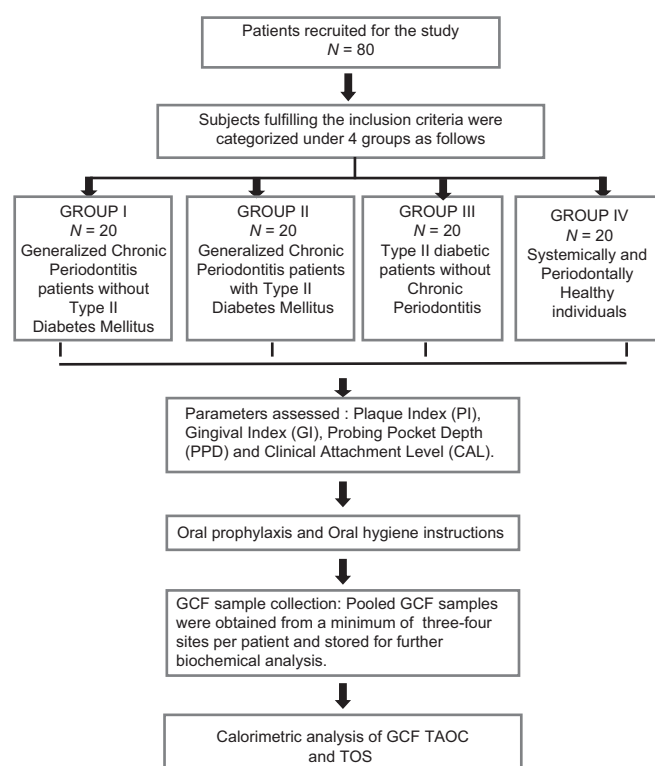 Patients recruited for the study
N = 80
Subjects fulfilling the inclusion criteria were
categorized under 4 groups as follows
GROUP I
N = 20
Generalized Chronic
Periodontitis
patients without
Type II
Diabetes Mellitus
GROUP II
N = 20
Generalized Chronic
Periodontitis patients
with Type II
Diabetes Mellitus
GROUP III
N = 20
Type II diabetic
patients without
Chronic
Periodontitis
GROUP IV
N = 20
Systemically and
Periodontally
Healthy
individuals
Parameters assessed : Plaque Index (PI),
Gingival Index (GI), Probing Pocket Depth
(PPD) and Clinical Attachment Level (CAL).
Oral prophylaxis and Oral hygiene instructions
GCF sample collection: Pooled GCF samples
were obtained from a minimum of three-four
sites per patient and stored for further
biochemical analysis.
Calorimetric analysis of GCF TAOC
and TOS